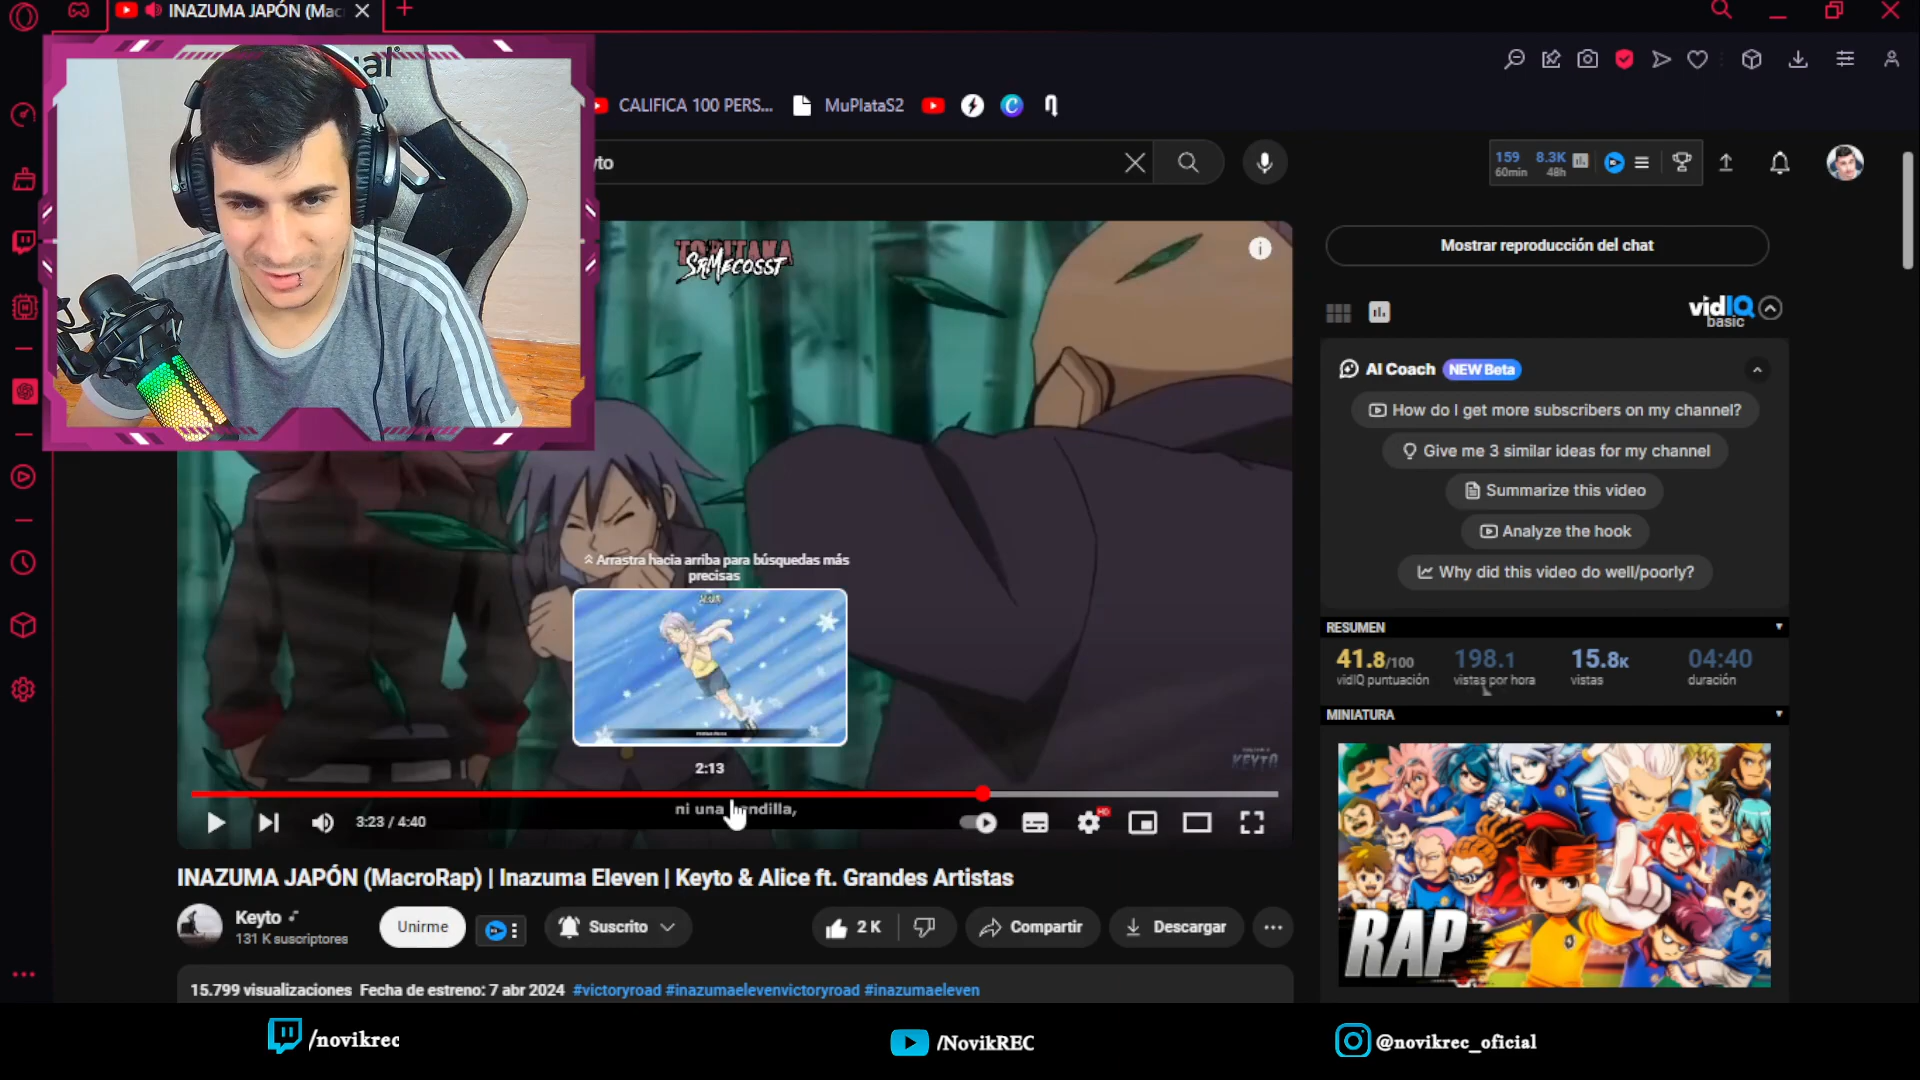 INAZUMA JAPÓN (Mac
ual
CALIFICA 100 PERS...
MuPlataS2
yto
159
60min
8.3K
48h
TORITAKA
SRMECOSST
Mostrar reproducción del chat
vidIQ
basic
AI Coach NEW Beta
How do I get more subscribers on my channel?
Give me 3 similar ideas for my channel
Summarize this video
Analyze the hook
Why did this video do well/poorly?
Arrastra hacia arriba para búsquedas más
precisas
2:13
KEYTO
RESUMEN
41.8/100
vidIQ puntuación
198.1
vistas por hora
15.8K
vistas
04:40
duración
MINIATURA
RAP
3:23 / 4:40
HD
INAZUMA JAPÓN (MacroRap) | Inazuma Eleven | Keyto & Alice ft. Grandes Artistas
Keyto
131 K suscriptores
Unirme
Suscrito
2 K
Compartir
Descargar
15.799 visualizaciones Fecha de estreno: 7 abr 2024 #victoryroad #inazumaelevenvictoryroad #inazumaeleven
/novikrec
/NovikREC
@novikrec_oficial